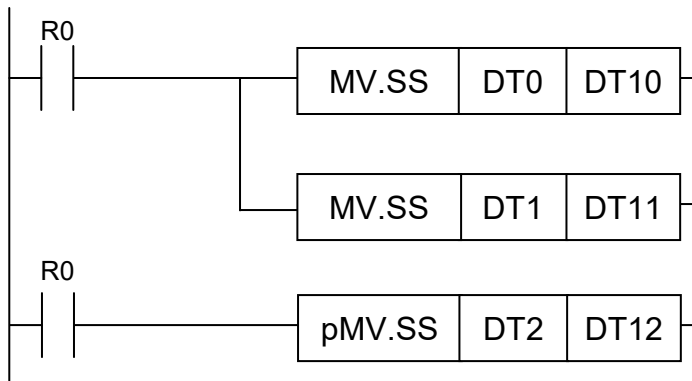 R0
MV.SS DT0 DT10
MV.SS DT1 DT11
R0
pMV.SS DT2 DT12